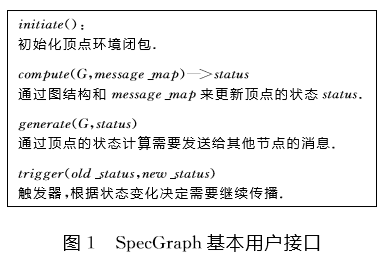 initiate():
初始化顶点环境闭包.
compute(G,message_map)—>status
通过图结构和 message_map 来更新顶点的状态 status.
generate(G,status)
通过顶点的状态计算需要发送给其他节点的消息.
trigger(old_status,new_status)
触发器,根据状态变化决定需要继续传播.
图 1 SpecGraph 基本用户接口